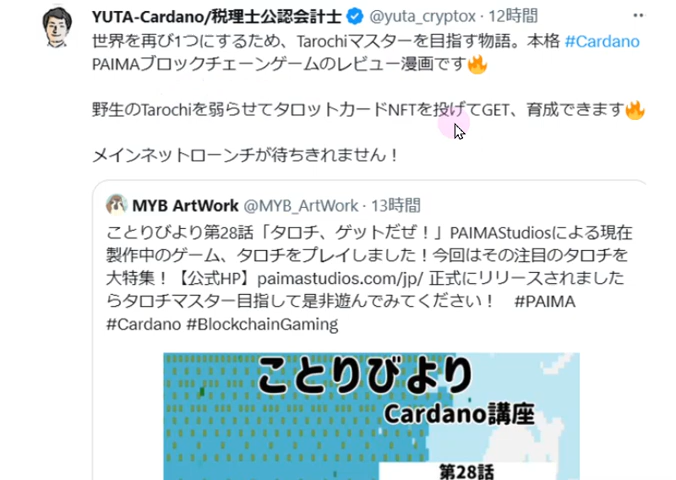 YUTA-Cardano/税理士公認会計士 @yuta_cryptox · 12時間
世界を再び1つにするため、Tarochiマスターを目指す物語。本格 #Cardano
PAIMAブロックチェーンゲームのレビュー漫画です🔥
野生のTarochiを弱らせてタロットカードNFTを投げてGET、育成できます🔥
メインネットローンチが待ちきれません！
MYB ArtWork @MYB_ArtWork · 13時間
ことりびより第28話「タロチ、ゲットだぜ！」PAIMAStudiosによる現在
製作中のゲーム、タロチをプレイしました！今回はその注目のタロチを
大特集！【公式HP】paimastudios.com/jp/ 正式にリリースされました
らタロチマスター目指して是非遊んでみてください！ #PAIMA
#Cardano #BlockchainGaming
ことりびより
Cardano講座
第28話